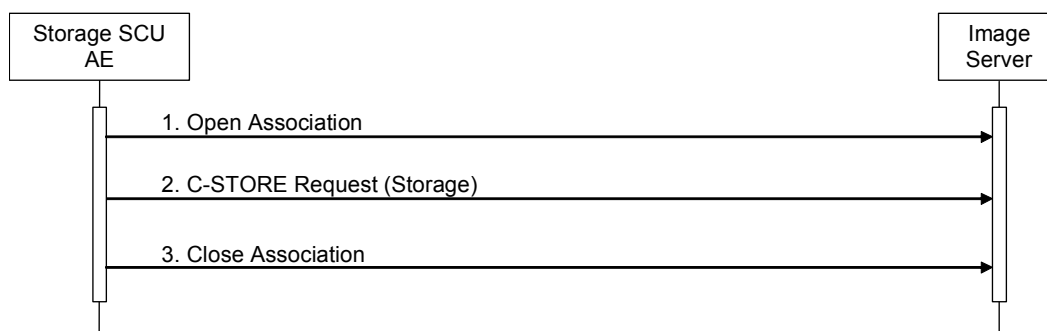 Storage SCU
AE
Image
Server
1. Open Association
2. C-STORE Request (Storage)
3. Close Association